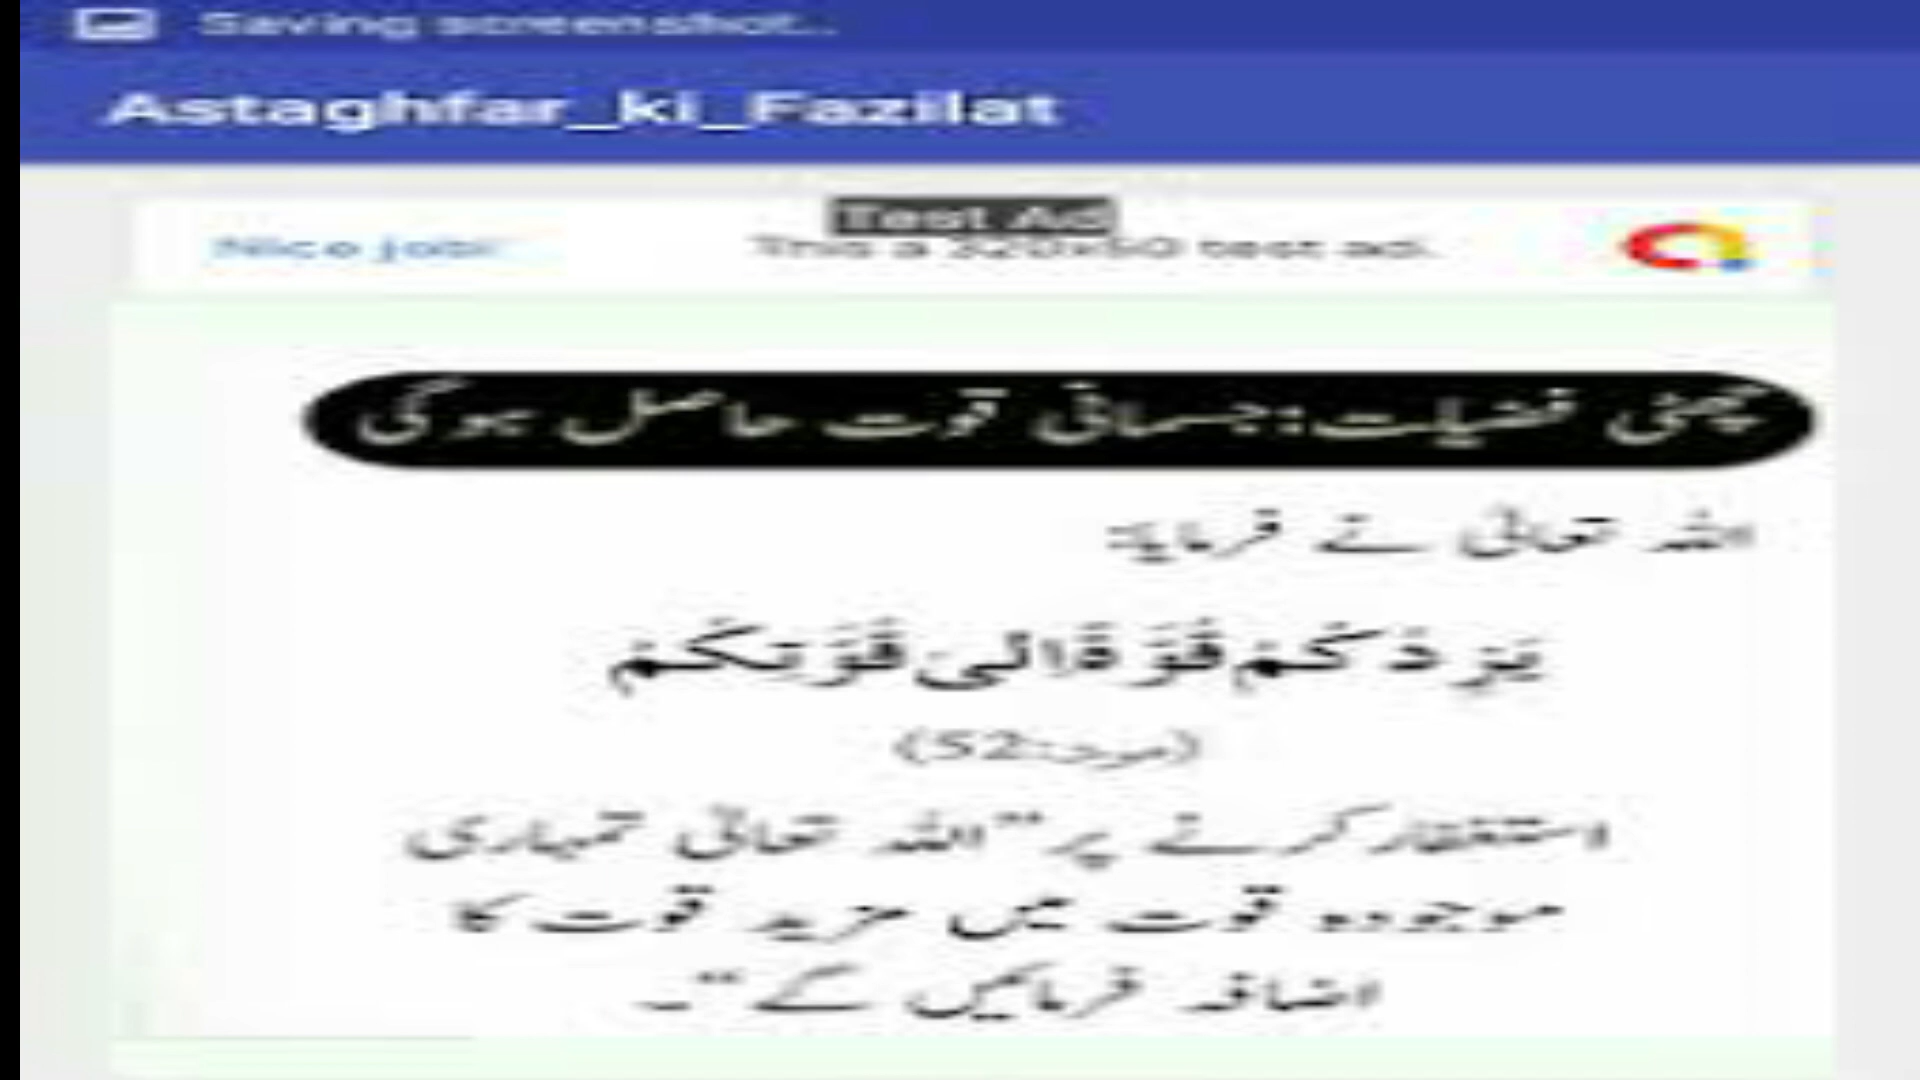 Saving screenshot...
Astaghfar_ki_Fazilat
Test Ad
Nice job! This a 320x50 test ad.
چھٹی فضیلت: جسمانی قوت حاصل ہوگی
اللہ تعالیٰ نے فرمایا:
يَزِدْكُمْ قُوَّةً اِلٰى قُوَّتِكُمْ
(ہود:52)
استغفار کرنے پر ”اللہ تعالیٰ تمہاری
موجودہ قوت میں مزید قوت کا
اضافہ فرمائیں گے“۔